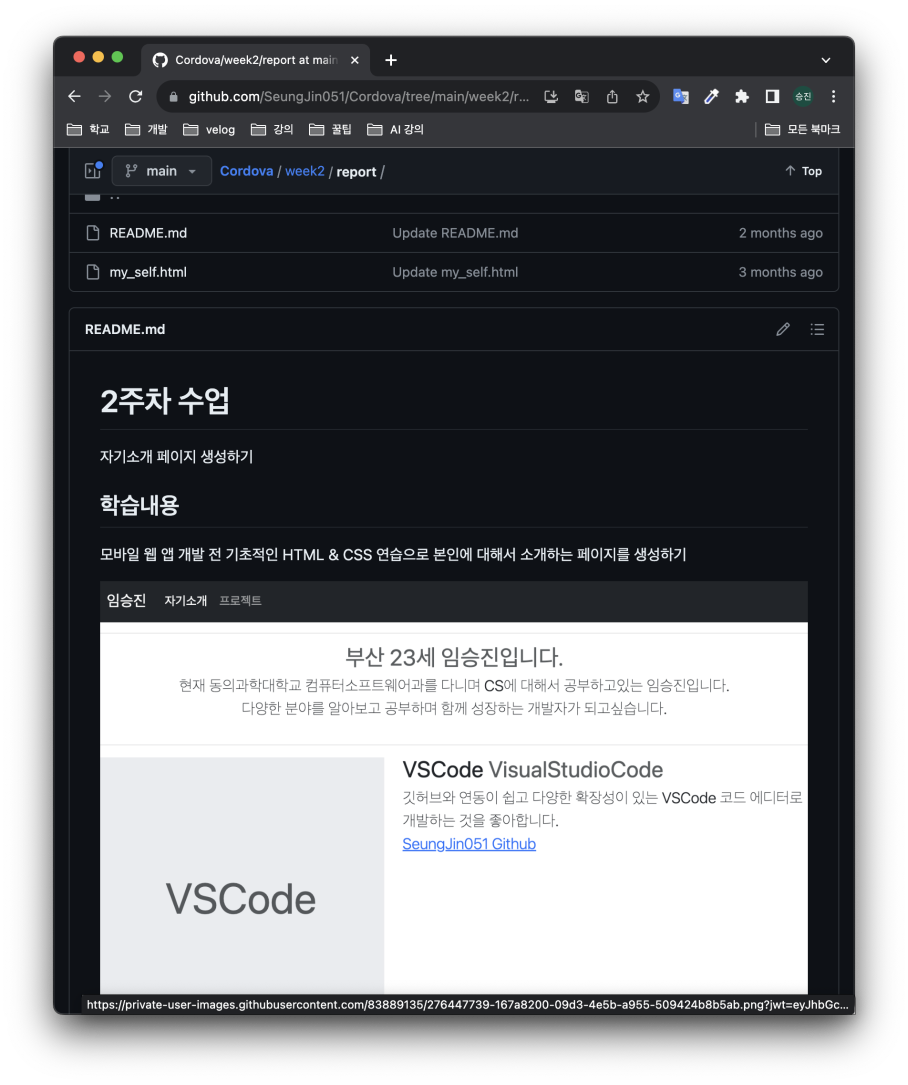 Cordova/week2/report at main
github.com/SeungJin051/Cordova/tree/main/week2/r...
승진
학교 개발 velog 강의 꿀팁 AI 강의 모든 북마크
main Cordova / week2 / report / Top
..
README.md Update README.md 2 months ago
my_self.html Update my_self.html 3 months ago
README.md
2주차 수업
자기소개 페이지 생성하기
학습내용
모바일 웹 앱 개발 전 기초적인 HTML & CSS 연습으로 본인에 대해서 소개하는 페이지를 생성하기
임승진 자기소개 프로젝트
부산 23세 임승진입니다.
현재 동의과학대학교 컴퓨터소프트웨어과를 다니며 CS에 대해서 공부하고있는 임승진입니다.
다양한 분야를 알아보고 공부하며 함께 성장하는 개발자가 되고싶습니다.
VSCode VisualStudioCode
깃허브와 연동이 쉽고 다양한 확장성이 있는 VSCode 코드 에디터로
개발하는 것을 좋아합니다.
SeungJin051 Github
VSCode
https://private-user-images.githubusercontent.com/83889135/276447739-167a8200-09d3-4e5b-a955-509424b8b5ab.png?jwt=eyJhbGc...